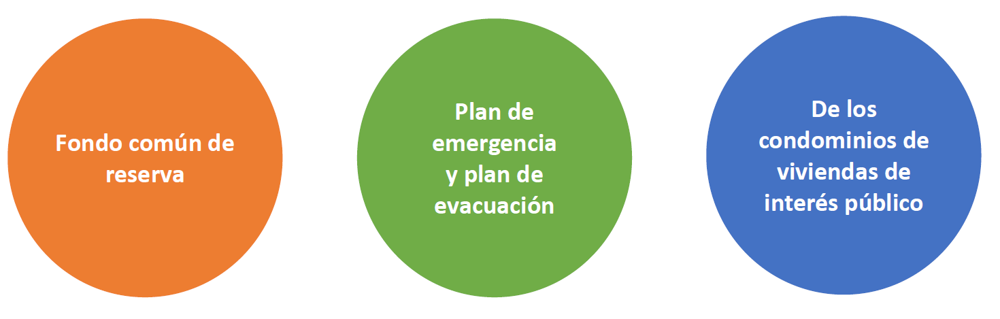 Fondo común de
reserva
Plan de
emergencia
y plan de
evacuación
De los
condominios de
viviendas de
interés público